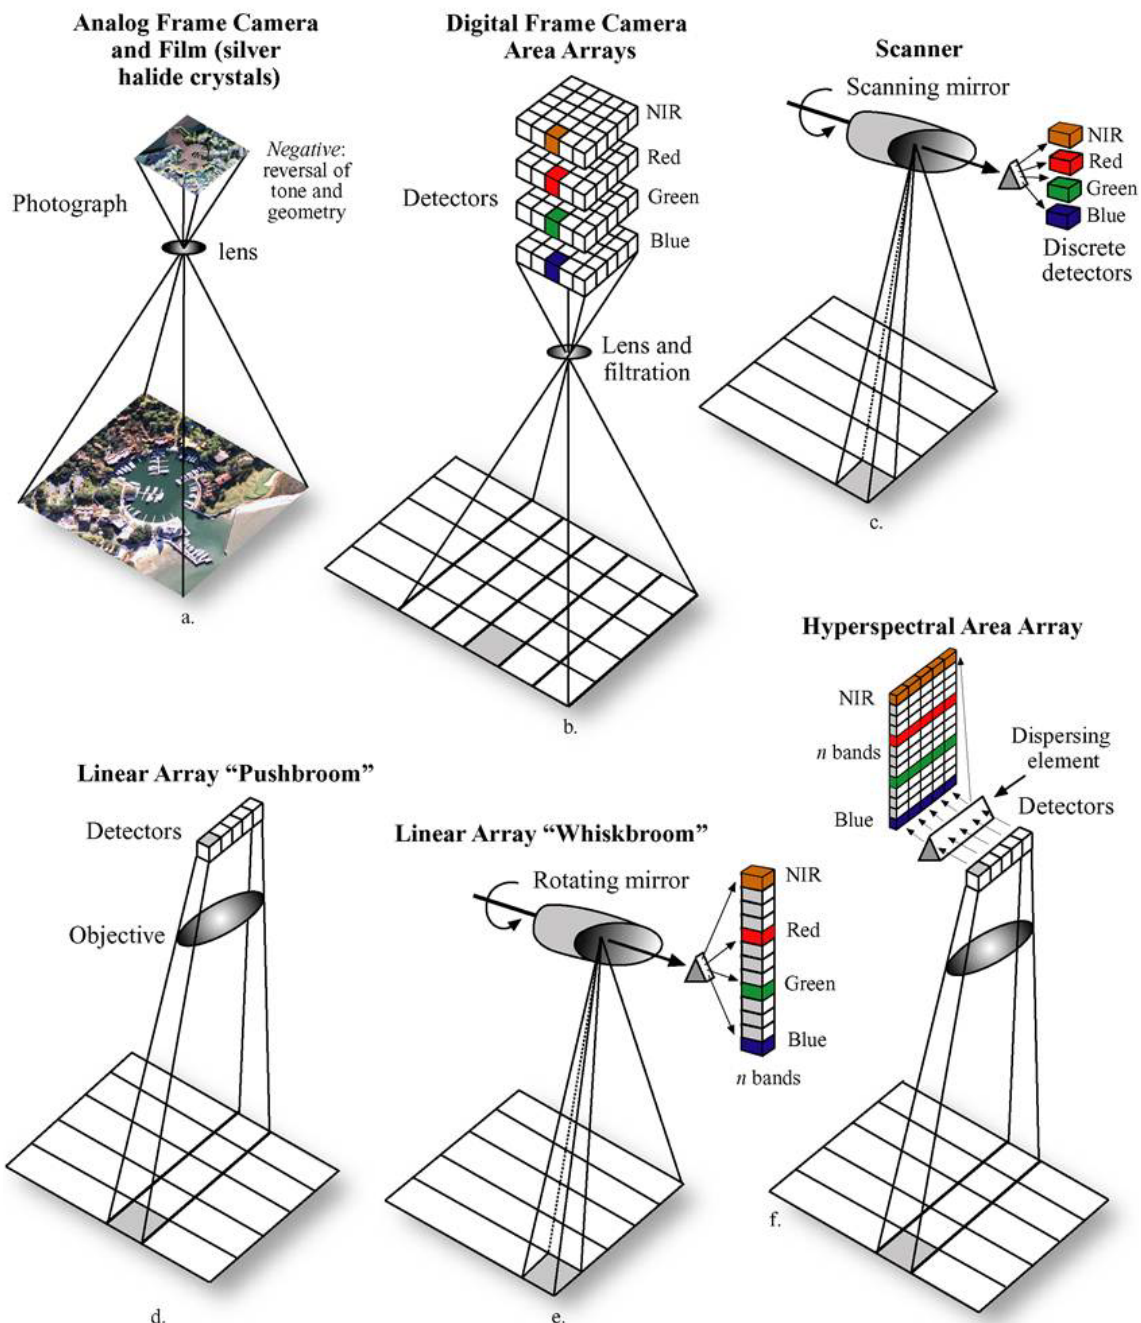 Analog Frame Camera
and Film (silver
halide crystals)
Negative:
reversal of
tone and
geometry
Photograph
lens
a.
Digital Frame Camera
Area Arrays
NIR
Red
Detectors
Green
Blue
Lens and
filtration
b.
Scanner
Scanning mirror
NIR
Red
Green
Blue
Discrete
detectors
c.
Linear Array “Pushbroom”
Detectors
Objective
d.
Linear Array “Whiskbroom”
Rotating mirror
NIR
Red
Green
Blue
n bands
e.
Hyperspectral Area Array
NIR
n bands
Dispersing
element
Blue
Detectors
f.